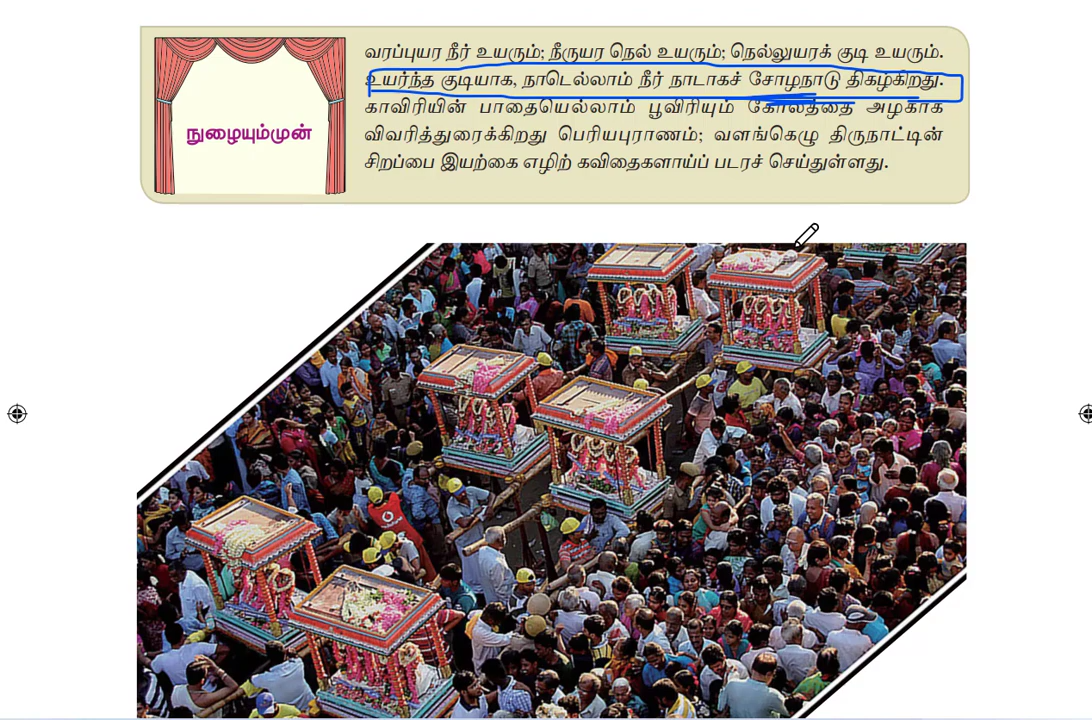 நுழையும்முன்
வரப்புயர நீர் உயரும்; நீருயர நெல் உயரும்; நெல்லுயரக் குடி உயரும்.
உயர்ந்த குடியாக, நாடெல்லாம் நீர் நாடாகச் சோழநாடு திகழ்கிறது.
காவிரியின் பாதையெல்லாம் பூவிரியும் கோலத்தை அழகாக
விவரித்துரைக்கிறது பெரியபுராணம்; வளங்கெழு திருநாட்டின்
சிறப்பை இயற்கை எழிற் கவிதைகளாய்ப் படரச் செய்துள்ளது.